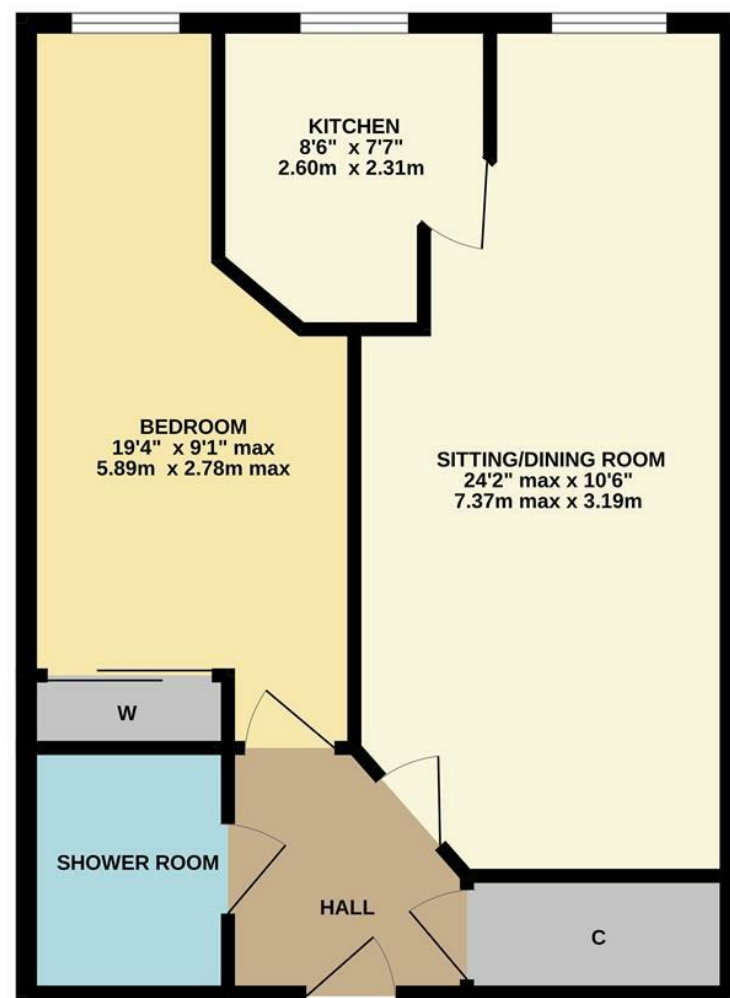 KITCHEN
8'6" x 7'7"
2.60m x 2.31m
BEDROOM
19'4" x 9'1" max
5.89m x 2.78m max
SITTING/DINING ROOM
24'2" max x 10'6"
7.37m max x 3.19m
W
SHOWER ROOM
HALL
C